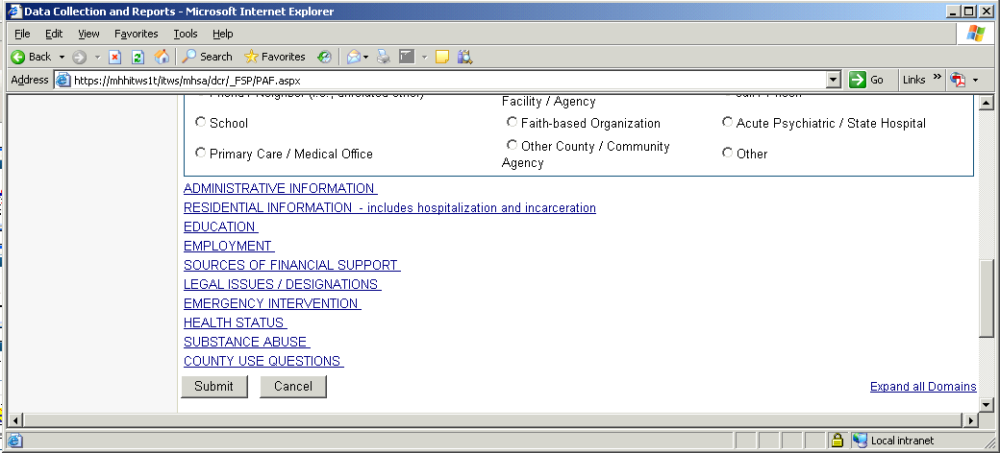 Data Collection and Reports - Microsoft Internet Explorer
File Edit View Favorites Tools Help
Back Search Favorites
Address https://mhhitws1t/itws/mhsa/dcr/_FSP/PAF.aspx Go Links »
Facility / Agency
School Faith-based Organization Acute Psychiatric / State Hospital
Primary Care / Medical Office Other County / Community Agency Other
ADMINISTRATIVE INFORMATION
RESIDENTIAL INFORMATION - includes hospitalization and incarceration
EDUCATION
EMPLOYMENT
SOURCES OF FINANCIAL SUPPORT
LEGAL ISSUES / DESIGNATIONS
EMERGENCY INTERVENTION
HEALTH STATUS
SUBSTANCE ABUSE
COUNTY USE QUESTIONS
Submit Cancel Expand all Domains
Local intranet